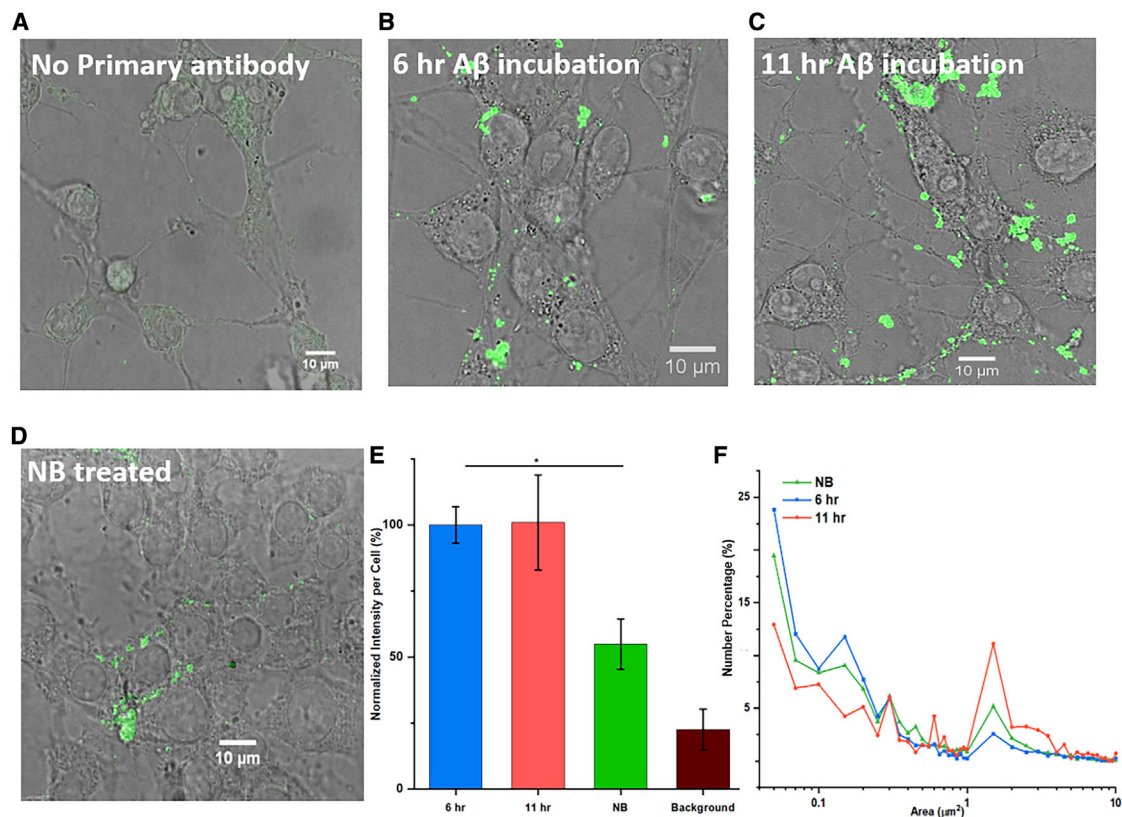 A
No Primary antibody
10 µm
B
6 hr Aβ incubation
10 µm
C
11 hr Aβ incubation
10 µm
D
NB treated
10 µm
E
Normalized Intensity per Cell (%)
100
50
0
*
6 hr
11 hr
NB
Background
F
Number Percentage (%)
25
15
5
NB
6 hr
11 hr
0.1
1
10
Area (µm²)